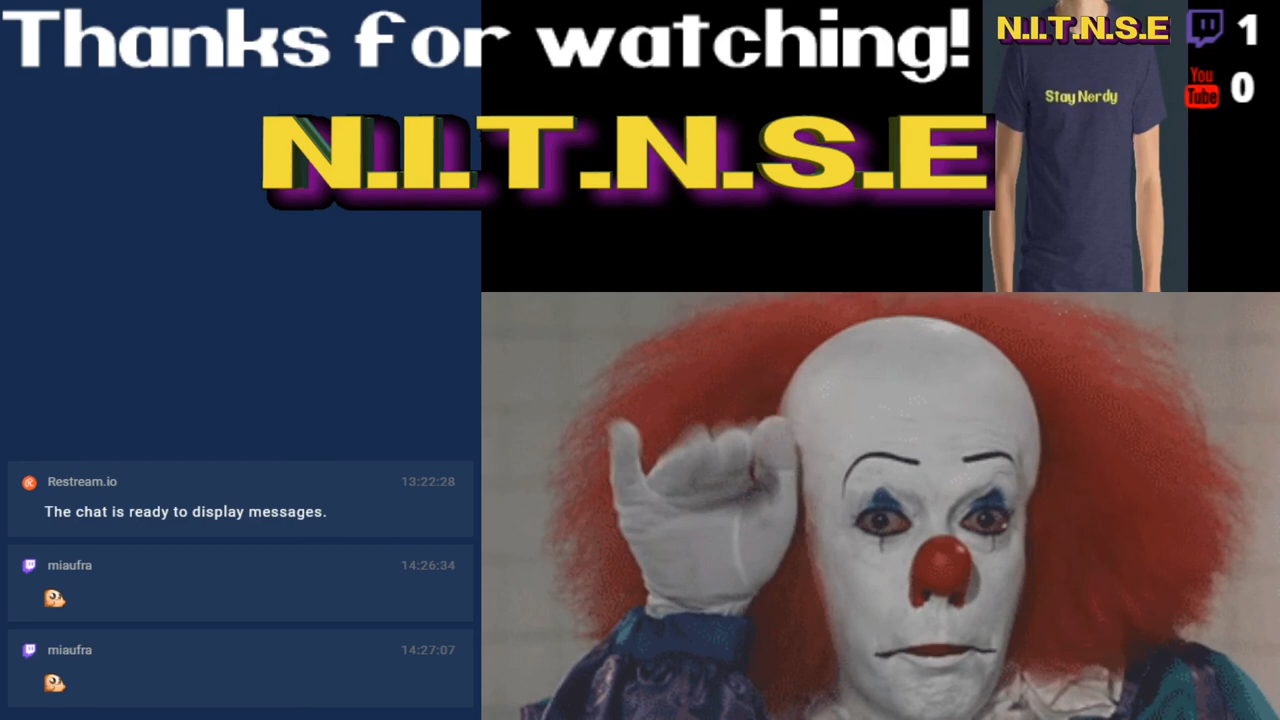 Thanks for watching!
N.I.T.N.S.E
N.I.T.N.S.E
1
Stay Nerdy
You
Tube
0
Restream.io 13:22:28
The chat is ready to display messages.
miaufra 14:26:34
miaufra 14:27:07